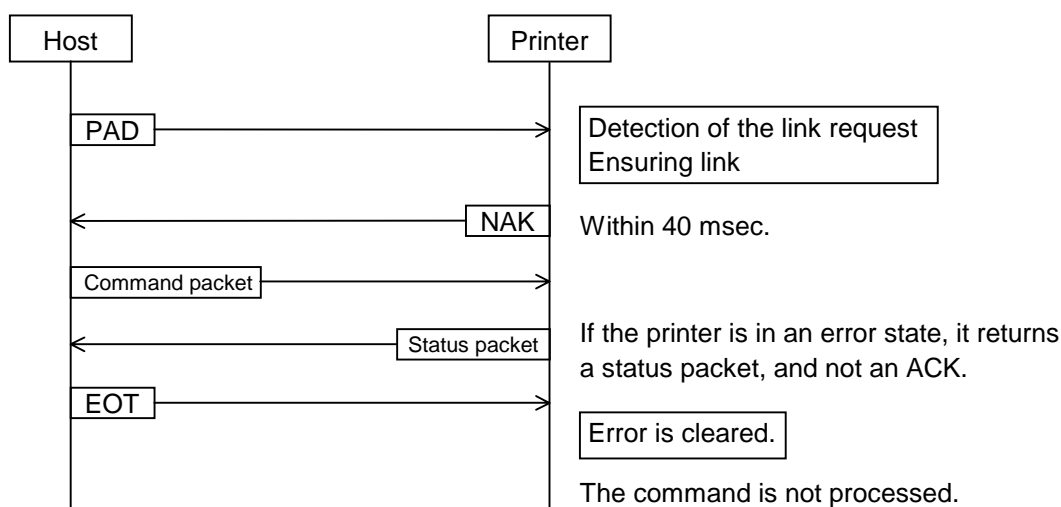 Host
Printer
PAD
Detection of the link request
Ensuring link
NAK
Within 40 msec.
Command packet
Status packet
If the printer is in an error state, it returns
a status packet, and not an ACK.
EOT
Error is cleared.
The command is not processed.